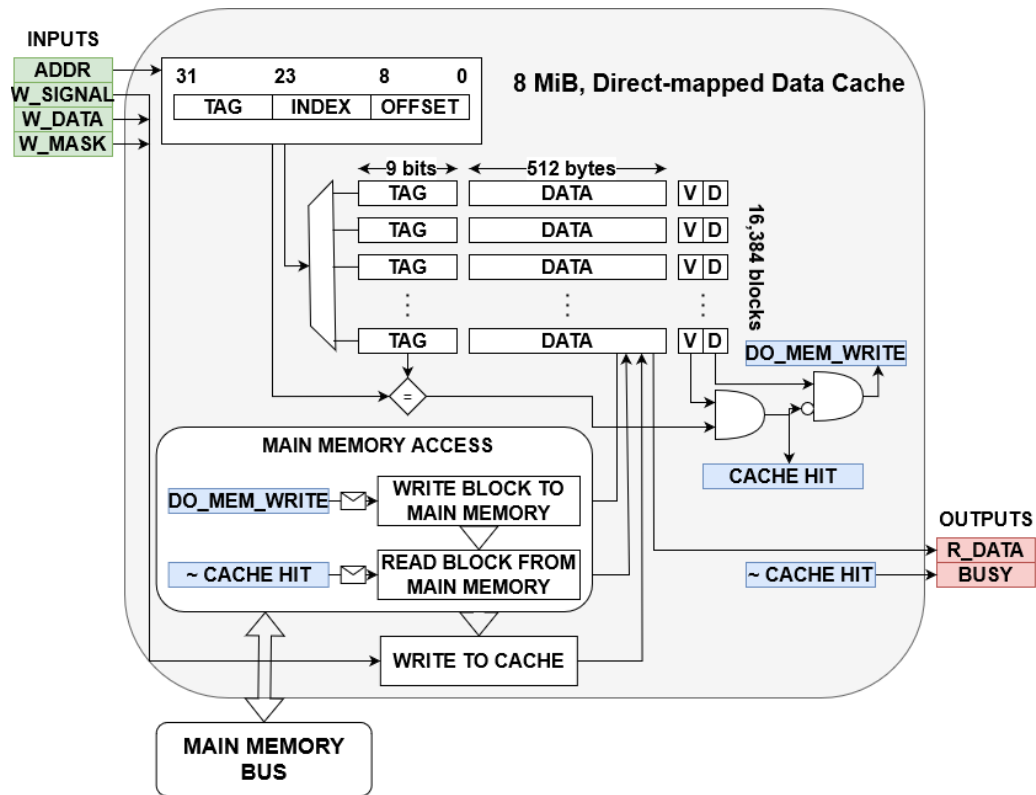 INPUTS
ADDR
W_SIGNAL
W_DATA
W_MASK
31 23 8 0
TAG INDEX OFFSET
8 MiB, Direct-mapped Data Cache
9 bits 512 bytes
TAG DATA V D
TAG DATA V D
TAG DATA V D
TAG DATA V D
16,384 blocks
=
DO_MEM_WRITE
CACHE HIT
MAIN MEMORY ACCESS
DO_MEM_WRITE
WRITE BLOCK TO
MAIN MEMORY
~ CACHE HIT
READ BLOCK FROM
MAIN MEMORY
WRITE TO CACHE
OUTPUTS
R_DATA
~ CACHE HIT
BUSY
MAIN MEMORY
BUS